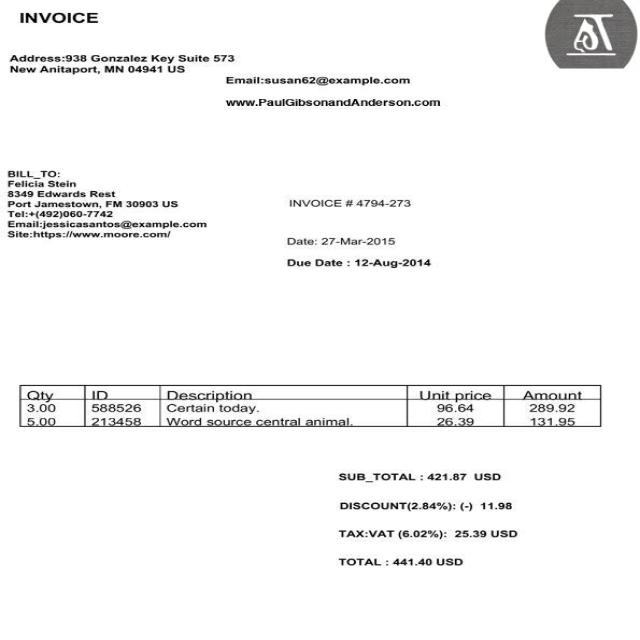 INVOICE
Address:938 Gonzalez Key Suite 573
New Anitaport, MN 04941 US
Email:susan62@example.com
www.PaulGibsonandAnderson.com
BILL_TO:
Felicia Stein
8349 Edwards Rest
Port Jamestown, FM 30903 US
Tel:+(492)060-7742
Email:jessicasantos@example.com
Site:https://www.moore.com/
INVOICE # 4794-273
Date: 27-Mar-2015
Due Date : 12-Aug-2014
Qty ID Description Unit price Amount
3.00 588526 Certain today. 96.64 289.92
5.00 213458 Word source central animal. 26.39 131.95
SUB_TOTAL : 421.87 USD
DISCOUNT(2.84%): (-) 11.98
TAX:VAT (6.02%): 25.39 USD
TOTAL : 441.40 USD